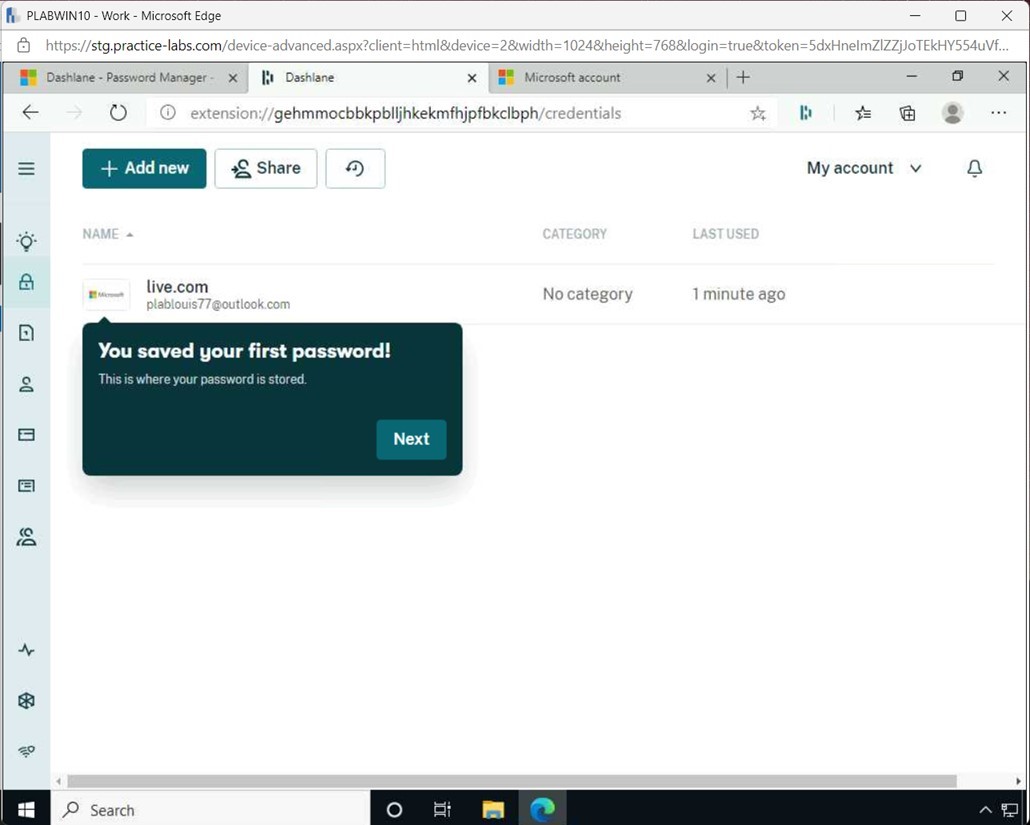 PLABWIN10 - Work - Microsoft Edge
https://stg.practice-labs.com/device-advanced.aspx?client=html&device=2&width=1024&height=768&login=true&token=5dxHneImZlZZjJoTEkHY554uVf...
Dashlane - Password Manager -
Dashlane
Microsoft account
extension://gehmmocbbkpblljhkekmfhjpfbkclbph/credentials
Add new
Share
My account
NAME
CATEGORY
LAST USED
Microsoft
live.com
plablouis77@outlook.com
No category
1 minute ago
You saved your first password!
This is where your password is stored.
Next
Search